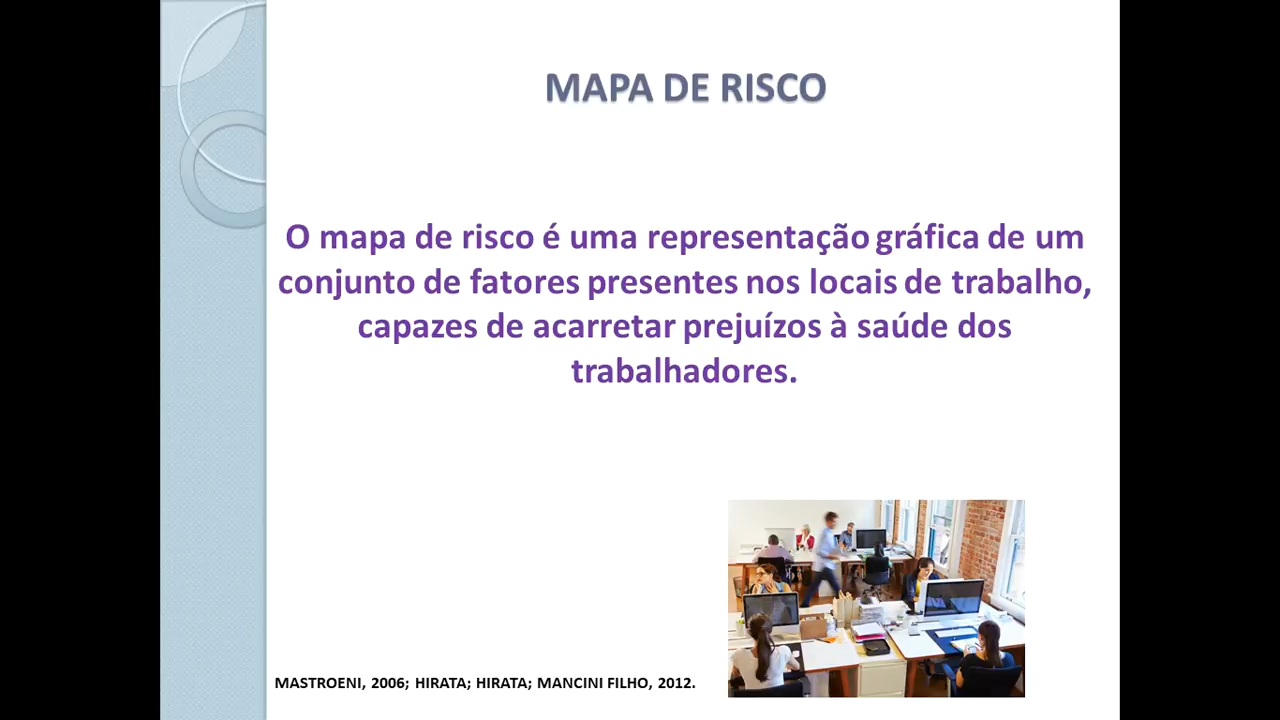 MAPA DE RISCO
O mapa de risco é uma representação gráfica de um
conjunto de fatores presentes nos locais de trabalho,
capazes de acarretar prejuízos à saúde dos
trabalhadores.
MASTROENI, 2006; HIRATA; HIRATA; MANCINI FILHO, 2012.